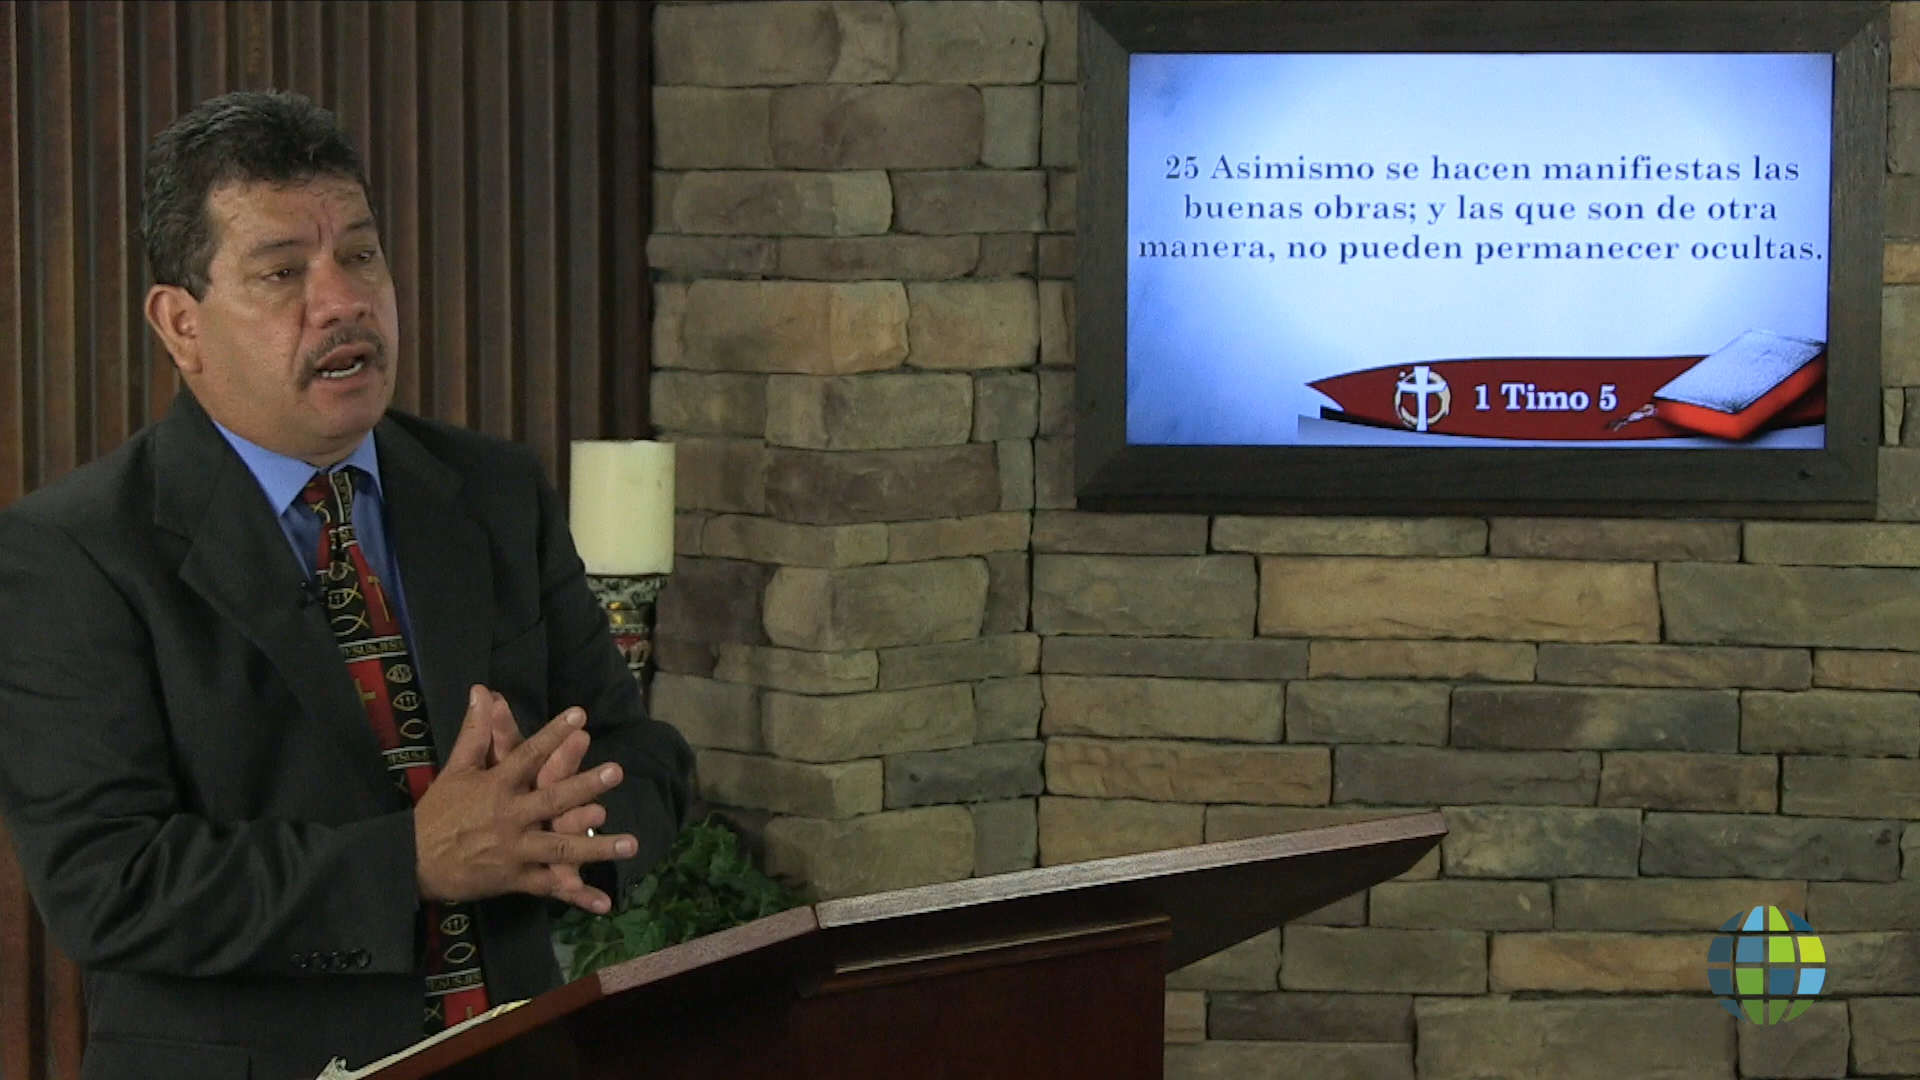 25 Asimismo se hacen manifiestas las
buenas obras; y las que son de otra
manera, no pueden permanecer ocultas.
1 Timo 5